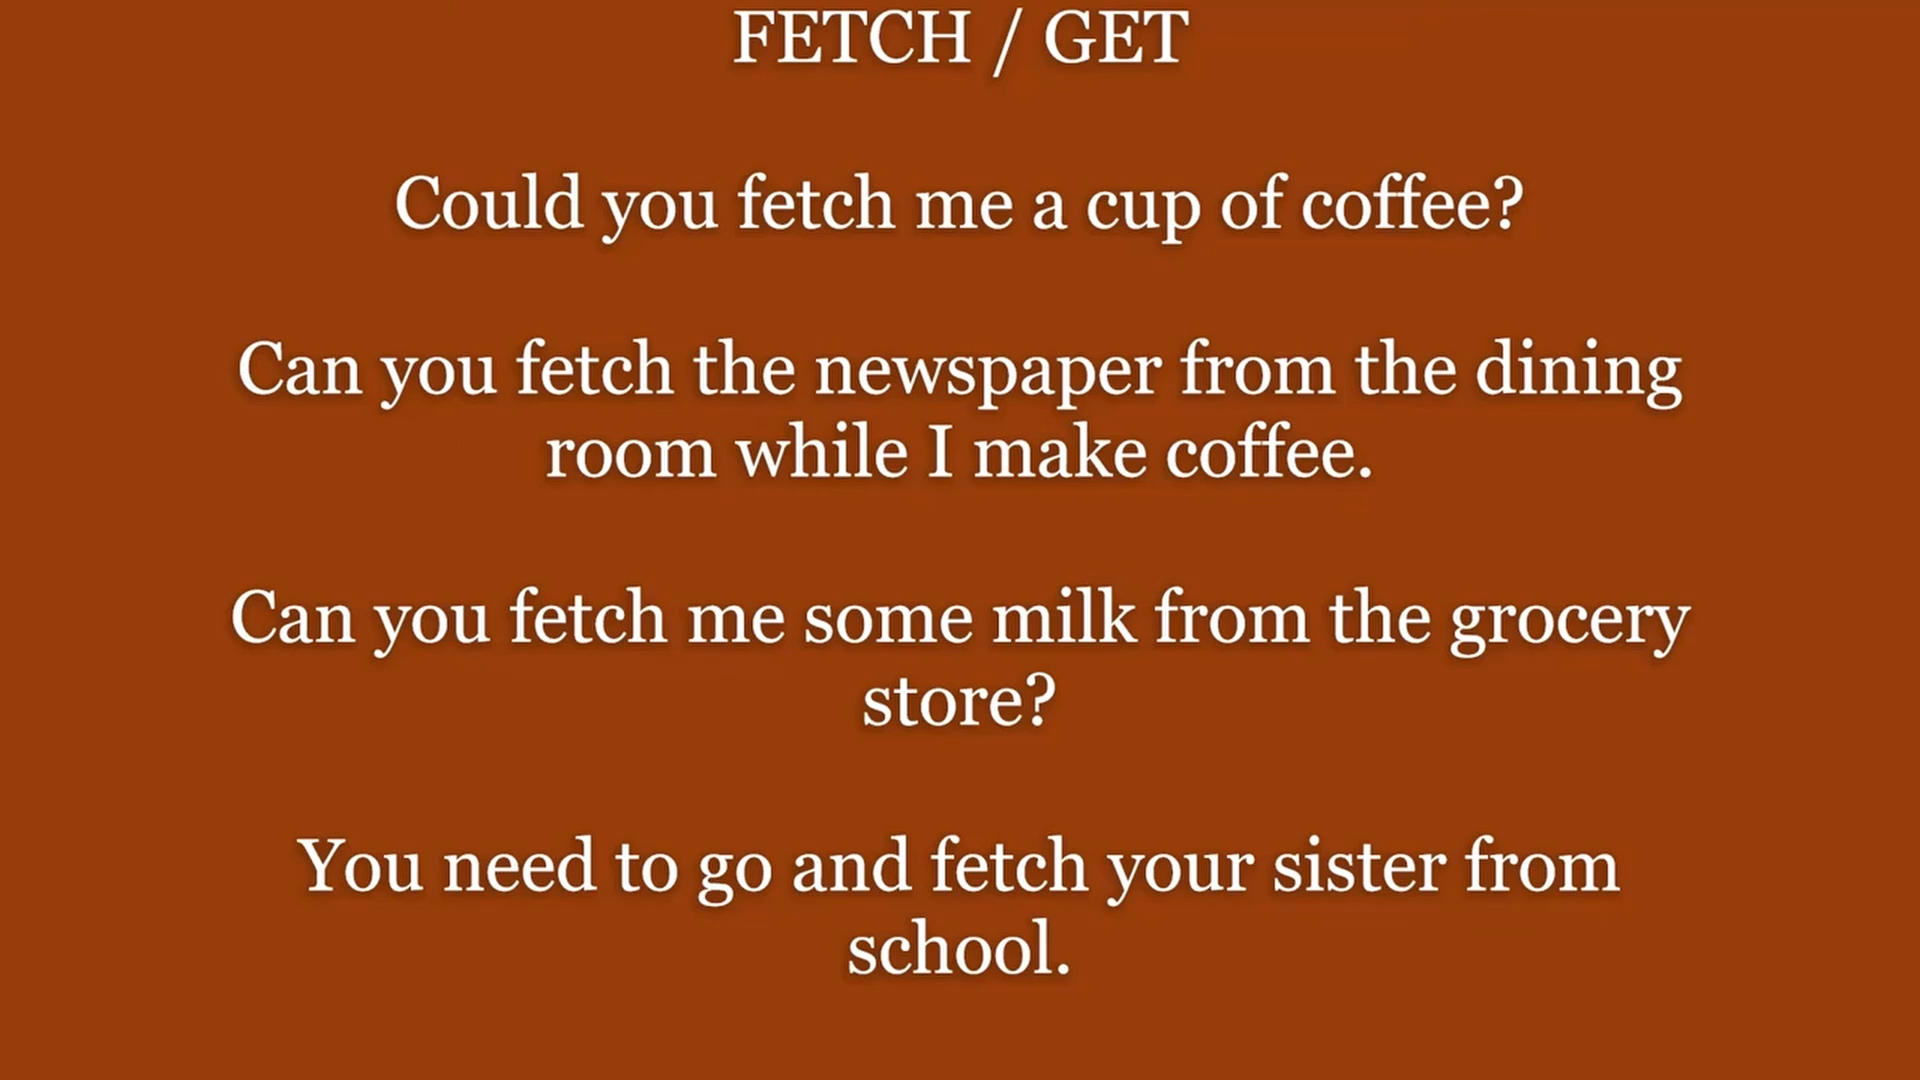 FETCH / GET
Could you fetch me a cup of coffee?
Can you fetch the newspaper from the dining
room while I make coffee.
Can you fetch me some milk from the grocery
store?
You need to go and fetch your sister from
school.